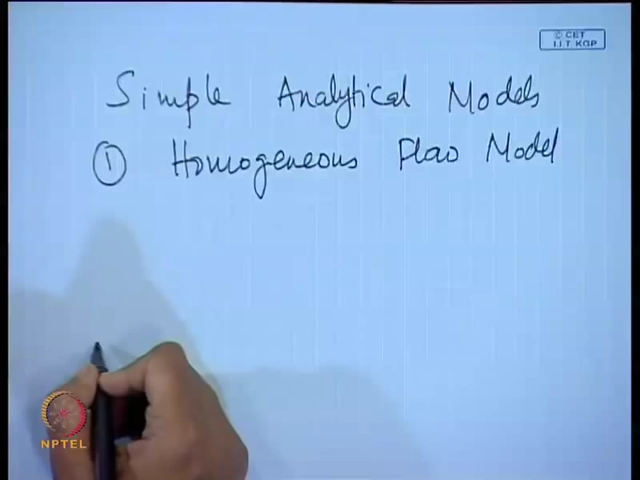 © CET
I.I.T. KGP
Simple Analytical Models
① Homogeneous Flow Model
NPTEL